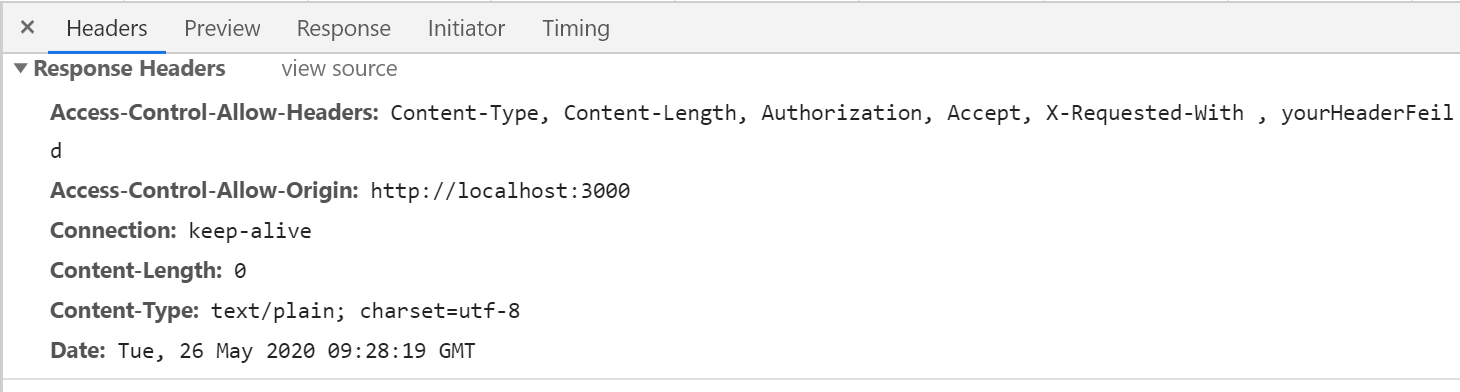 × Headers Preview Response Initiator Timing
▼ Response Headers view source
Access-Control-Allow-Headers: Content-Type, Content-Length, Authorization, Accept, X-Requested-With , yourHeaderFeil
d
Access-Control-Allow-Origin: http://localhost:3000
Connection: keep-alive
Content-Length: 0
Content-Type: text/plain; charset=utf-8
Date: Tue, 26 May 2020 09:28:19 GMT